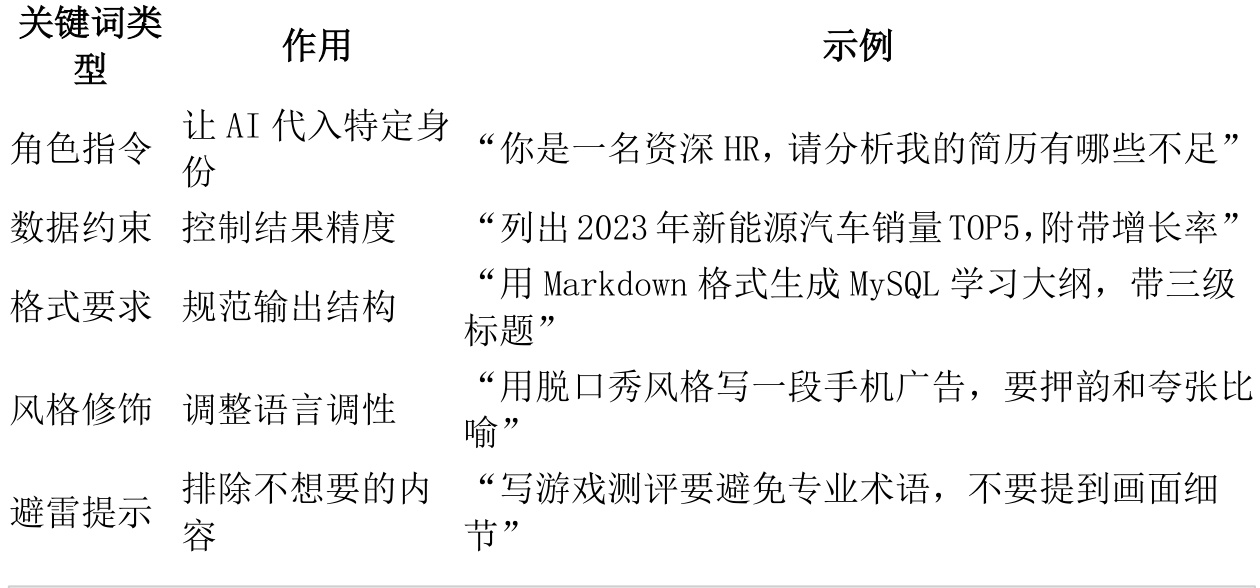 关键词类
型
作用
示例
角色指令
让 AI 代入特定身
份
“你是一名资深 HR，请分析我的简历有哪些不足”
数据约束
控制结果精度
“列出 2023 年新能源汽车销量 TOP5，附带增长率”
格式要求
规范输出结构
“用 Markdown 格式生成 MySQL 学习大纲，带三级
标题”
风格修饰
调整语言调性
“用脱口秀风格写一段手机广告，要押韵和夸张比
喻”
避雷提示
排除不想要的内
容
“写游戏测评要避免专业术语，不要提到画面细
节”